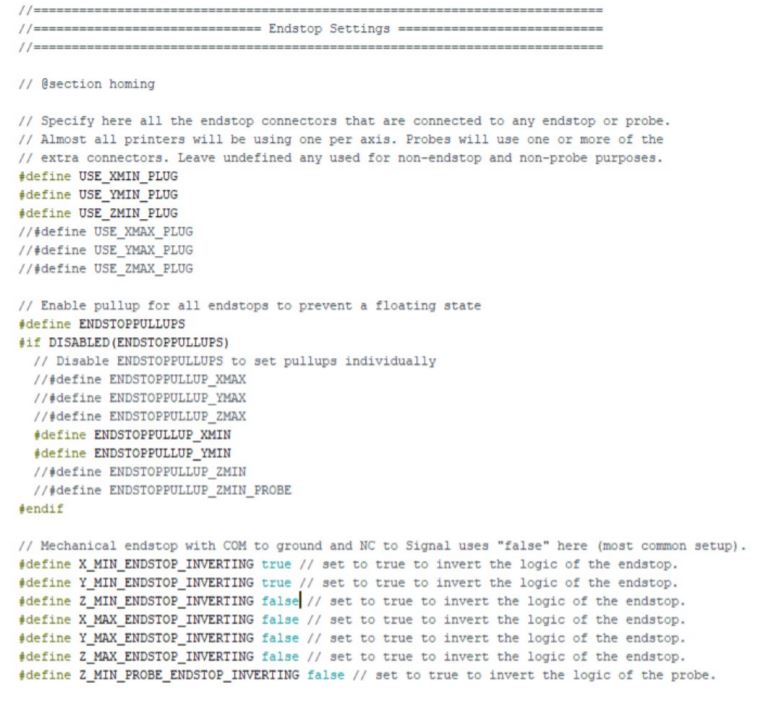 //===========================================================================
//============================== Endstop Settings ===========================
//===========================================================================
// @section homing
// Specify here all the endstop connectors that are connected to any endstop or probe.
// Almost all printers will be using one per axis. Probes will use one or more of the
// extra connectors. Leave undefined any used for non-endstop and non-probe purposes.
#define USE_XMIN_PLUG
#define USE_YMIN_PLUG
#define USE_ZMIN_PLUG
//#define USE_XMAX_PLUG
//#define USE_YMAX_PLUG
//#define USE_ZMAX_PLUG
// Enable pullup for all endstops to prevent a floating state
#define ENDSTOPPULLUPS
#if DISABLED(ENDSTOPPULLUPS)
// Disable ENDSTOPPULLUPS to set pullups individually
//#define ENDSTOPPULLUP_XMAX
//#define ENDSTOPPULLUP_YMAX
//#define ENDSTOPPULLUP_ZMAX
#define ENDSTOPPULLUP_XMIN
#define ENDSTOPPULLUP_YMIN
//#define ENDSTOPPULLUP_ZMIN
//#define ENDSTOPPULLUP_ZMIN_PROBE
#endif
// Mechanical endstop with COM to ground and NC to Signal uses "false" here (most common setup).
#define X_MIN_ENDSTOP_INVERTING true // set to true to invert the logic of the endstop.
#define Y_MIN_ENDSTOP_INVERTING true // set to true to invert the logic of the endstop.
#define Z_MIN_ENDSTOP_INVERTING false // set to true to invert the logic of the endstop.
#define X_MAX_ENDSTOP_INVERTING false // set to true to invert the logic of the endstop.
#define Y_MAX_ENDSTOP_INVERTING false // set to true to invert the logic of the endstop.
#define Z_MAX_ENDSTOP_INVERTING false // set to true to invert the logic of the endstop.
#define Z_MIN_PROBE_ENDSTOP_INVERTING false // set to true to invert the logic of the probe.